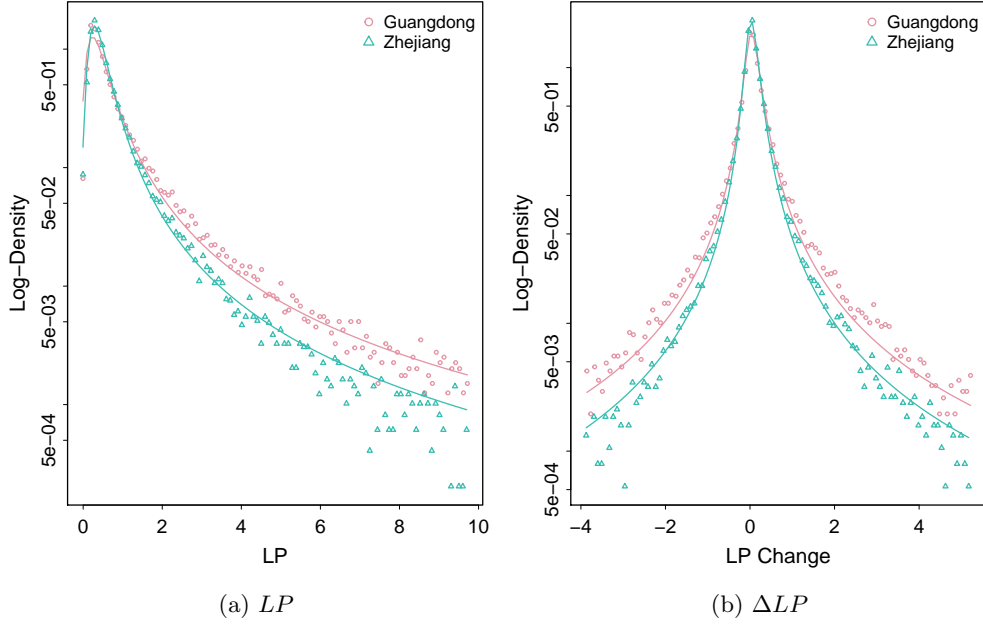 Guangdong
Zhejiang
Log−Density
5e−01
5e−02
5e−03
5e−04
0 2 4 6 8 10
LP
(a) LP
Guangdong
Zhejiang
Log−Density
5e−01
5e−02
5e−03
5e−04
−4 −2 0 2 4
LP Change
(b) ΔLP